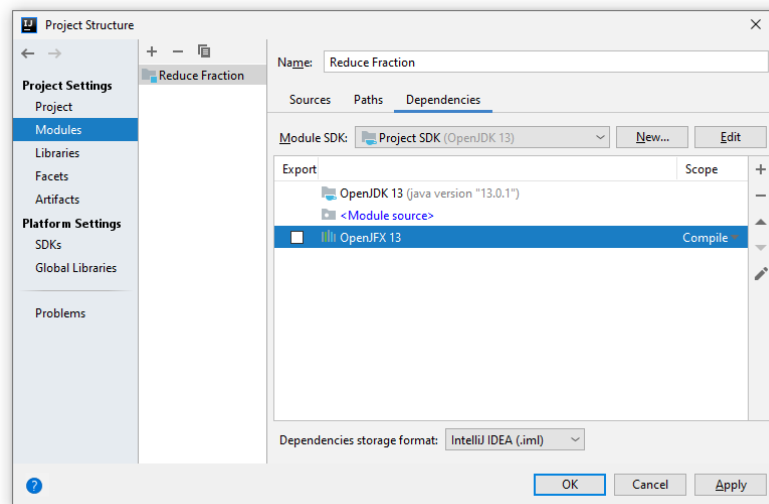 Project Structure
Project Settings
Project
Modules
Libraries
Facets
Artifacts
Platform Settings
SDKs
Global Libraries
Problems
Reduce Fraction
Name: Reduce Fraction
Sources Paths Dependencies
Module SDK: Project SDK (OpenJDK 13) New... Edit
Export Scope
OpenJDK 13 (java version "13.0.1")
<Module source>
OpenJFX 13 Compile
Dependencies storage format: IntelliJ IDEA (.iml)
? OK Cancel Apply